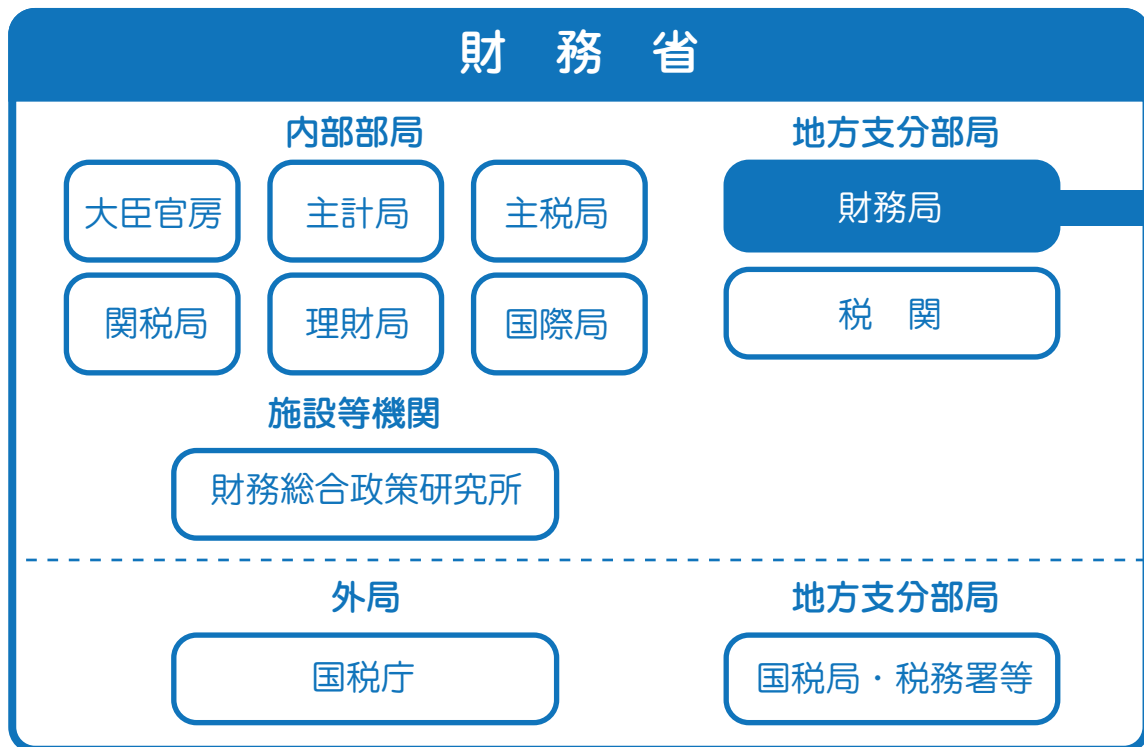 財　務　省
内部部局
大臣官房
主計局
主税局
関税局
理財局
国際局
施設等機関
財務総合政策研究所
地方支分部局
財務局
税　関
外局
国税庁
地方支分部局
国税局・税務署等